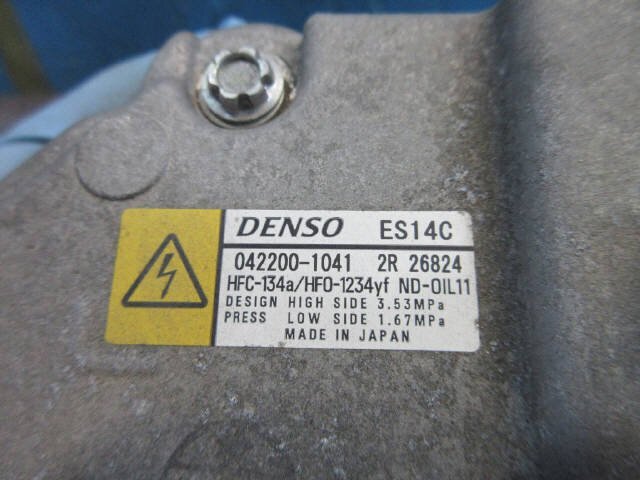 DENSO ES14C
042200-1041 2R 26824
HFC-134a/HFO-1234yf ND-OIL11
DESIGN HIGH SIDE 3.53MPa
PRESS LOW SIDE 1.67MPa
MADE IN JAPAN